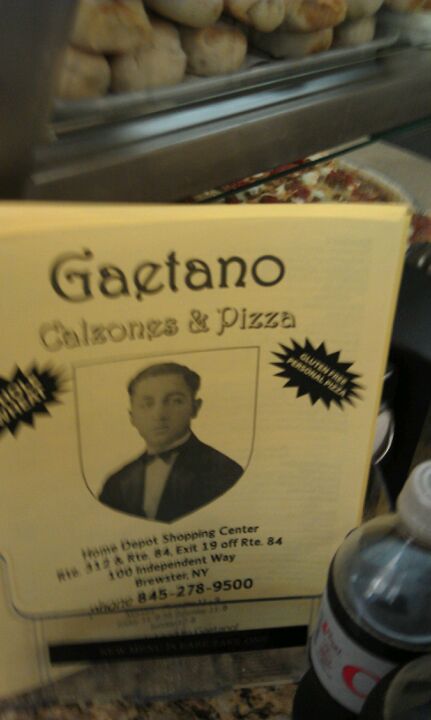 Gaetano
Calzones & Pizza
GLUTEN FREE
PERSONAL PIZZA
Home Depot Shopping Center
Rte. 312 & Rte. 84, Exit 19 off Rte. 84
100 Independent Way
Brewster, NY
phone 845-278-9500